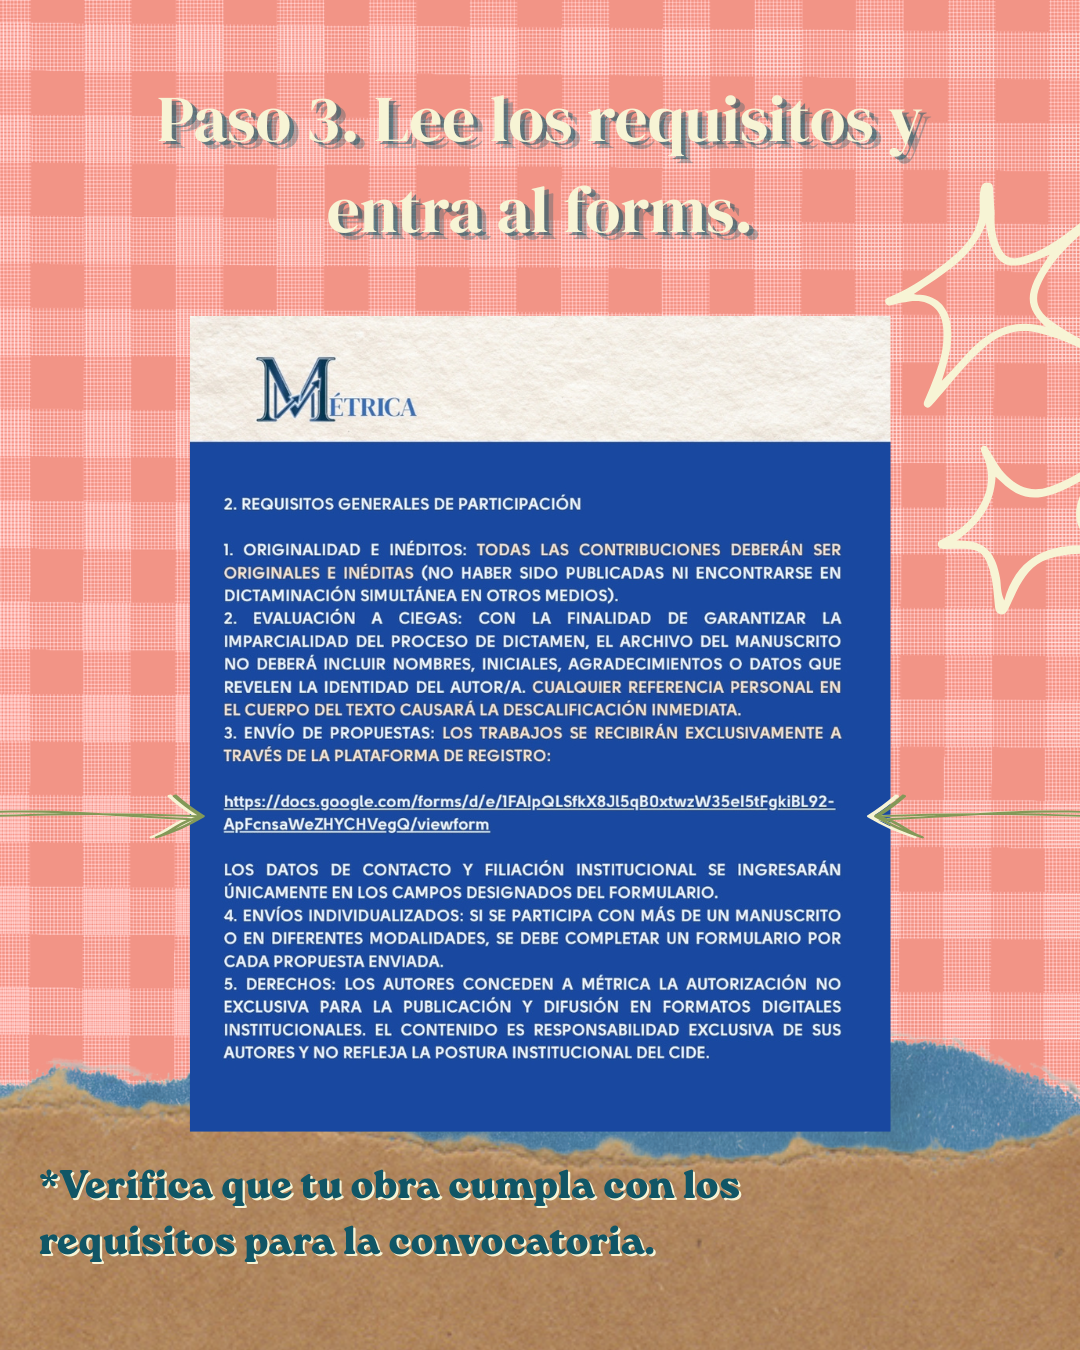 Paso 3. Lee los requisitos y
entra al forms.
MÉTRICA
2. REQUISITOS GENERALES DE PARTICIPACIÓN
1. ORIGINALIDAD E INÉDITOS: TODAS LAS CONTRIBUCIONES DEBERÁN SER
ORIGINALES E INÉDITAS (NO HABER SIDO PUBLICADAS NI ENCONTRARSE EN
DICTAMINACIÓN SIMULTÁNEA EN OTROS MEDIOS).
2. EVALUACIÓN A CIEGAS: CON LA FINALIDAD DE GARANTIZAR LA
IMPARCIALIDAD DEL PROCESO DE DICTAMEN, EL ARCHIVO DEL MANUSCRITO
NO DEBERÁ INCLUIR NOMBRES, INICIALES, AGRADECIMIENTOS O DATOS QUE
REVELEN LA IDENTIDAD DEL AUTOR/A. CUALQUIER REFERENCIA PERSONAL EN
EL CUERPO DEL TEXTO CAUSARÁ LA DESCALIFICACIÓN INMEDIATA.
3. ENVÍO DE PROPUESTAS: LOS TRABAJOS SE RECIBIRÁN EXCLUSIVAMENTE A
TRAVÉS DE LA PLATAFORMA DE REGISTRO:
https://docs.google.com/forms/d/e/1FAIpQLSfkX8Jl5qB0xtwzW35eI5tFgkiBL92-
ApFcnsaWeZHYCHVegQ/viewform
LOS DATOS DE CONTACTO Y FILIACIÓN INSTITUCIONAL SE INGRESARÁN
ÚNICAMENTE EN LOS CAMPOS DESIGNADOS DEL FORMULARIO.
4. ENVÍOS INDIVIDUALIZADOS: SI SE PARTICIPA CON MÁS DE UN MANUSCRITO
O EN DIFERENTES MODALIDADES, SE DEBE COMPLETAR UN FORMULARIO POR
CADA PROPUESTA ENVIADA.
5. DERECHOS: LOS AUTORES CONCEDEN A MÉTRICA LA AUTORIZACIÓN NO
EXCLUSIVA PARA LA PUBLICACIÓN Y DIFUSIÓN EN FORMATOS DIGITALES
INSTITUCIONALES. EL CONTENIDO ES RESPONSABILIDAD EXCLUSIVA DE SUS
AUTORES Y NO REFLEJA LA POSTURA INSTITUCIONAL DEL CIDE.
*Verifica que tu obra cumpla con los
requisitos para la convocatoria.